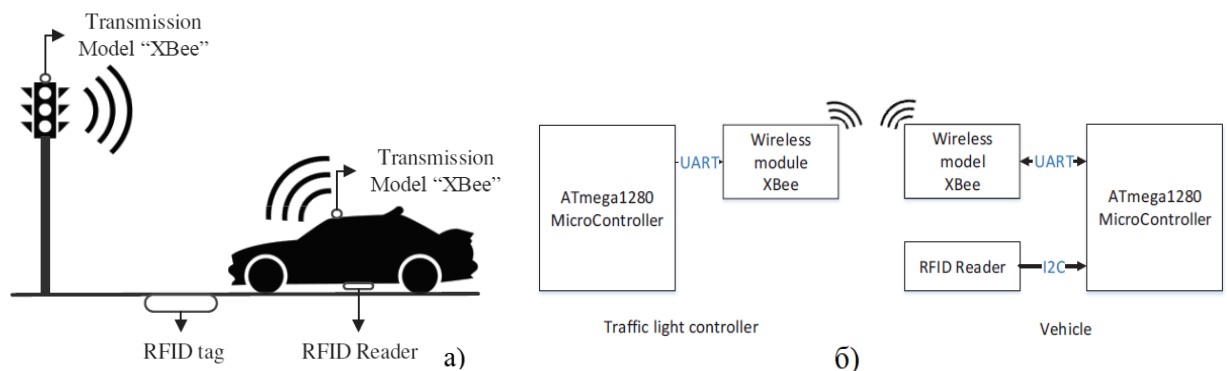 Transmission
Model “XBee”
Transmission
Model “XBee”
RFID tag
RFID Reader
а)
ATmega1280
MicroController
UART
Wireless
module
XBee
Traffic light controller
Wireless
model
XBee
UART
ATmega1280
MicroController
RFID Reader
I2C
Vehicle
б)